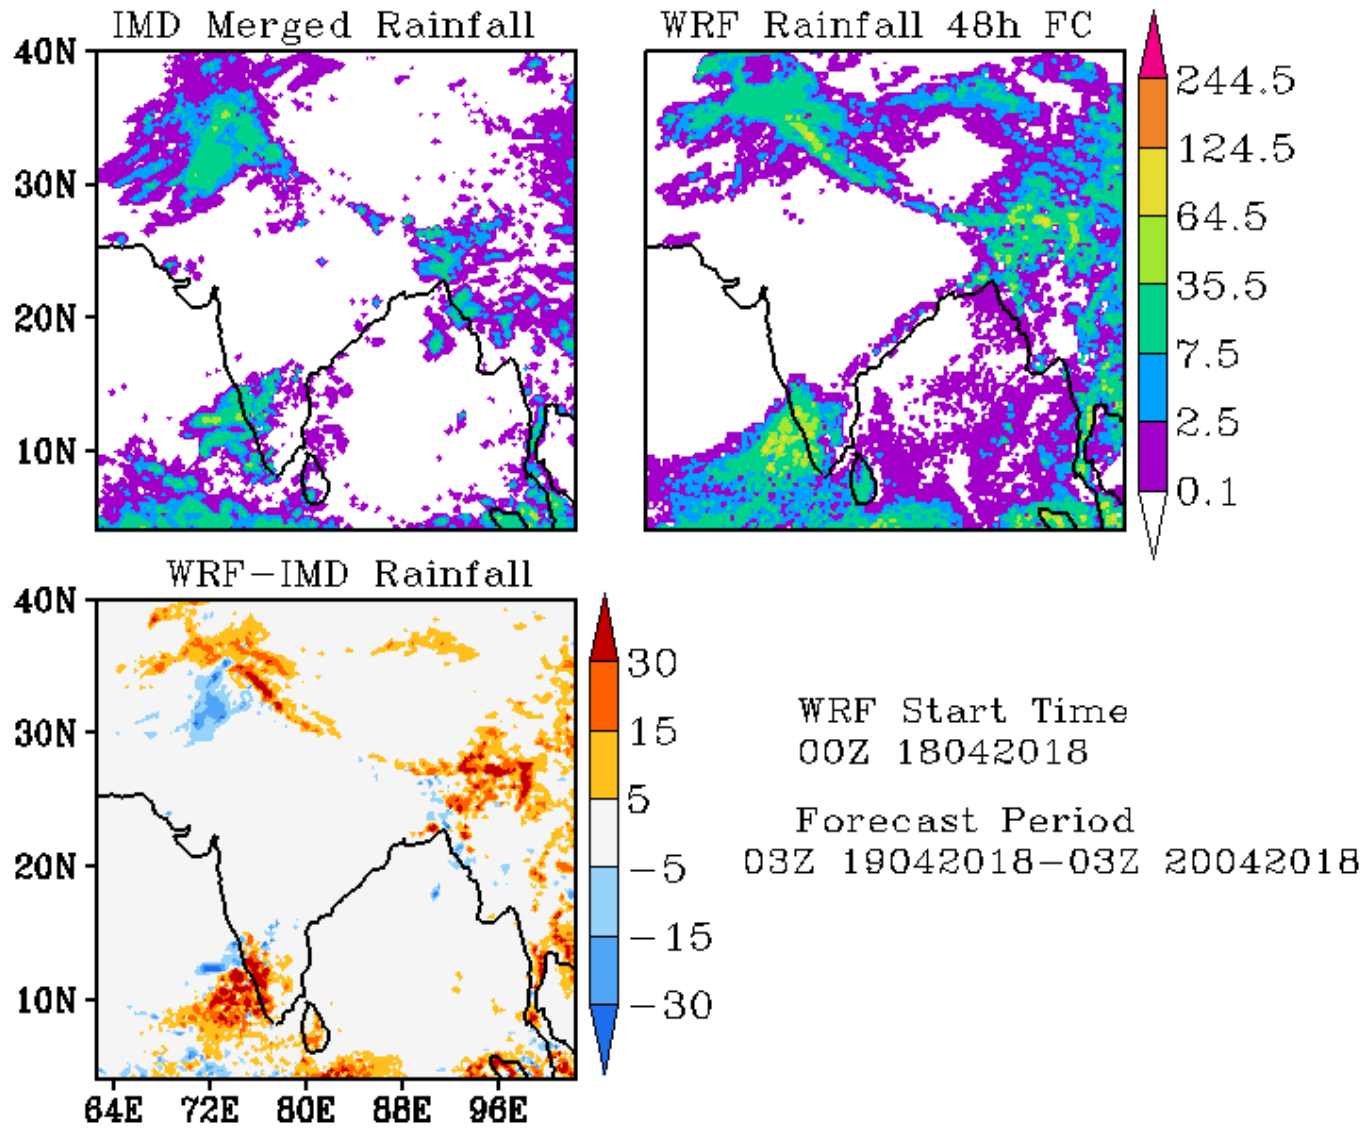 IMD Merged Rainfall
WRF Rainfall 48h FC
40N
30N
20N
10N
244.5
124.5
64.5
35.5
7.5
2.5
0.1
WRF-IMD Rainfall
40N
30N
20N
10N
64E 72E 80E 88E 96E
30
15
5
-5
-15
-30
WRF Start Time
00Z 18042018
Forecast Period
03Z 19042018-03Z 20042018